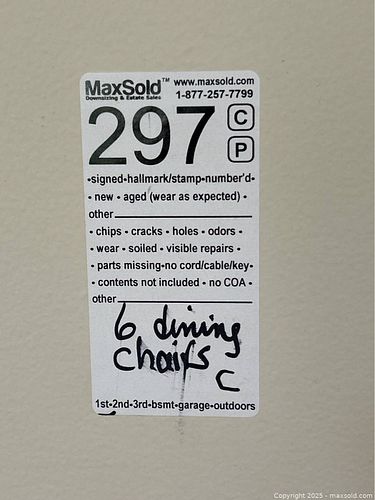 MaxSold™ www.maxsold.com
Downsizing & Estate Sales 1-877-257-7799
297 C
P
•signed•hallmark/stamp•number'd•
• new • aged (wear as expected) •
other
• chips • cracks • holes • odors •
• wear • soiled • visible repairs •
• parts missing•no cord/cable/key•
• contents not included • no COA •
other
6 dining
chairs
C
1st•2nd•3rd•bsmt•garage•outdoors
Copyright 2025 - maxsold.com